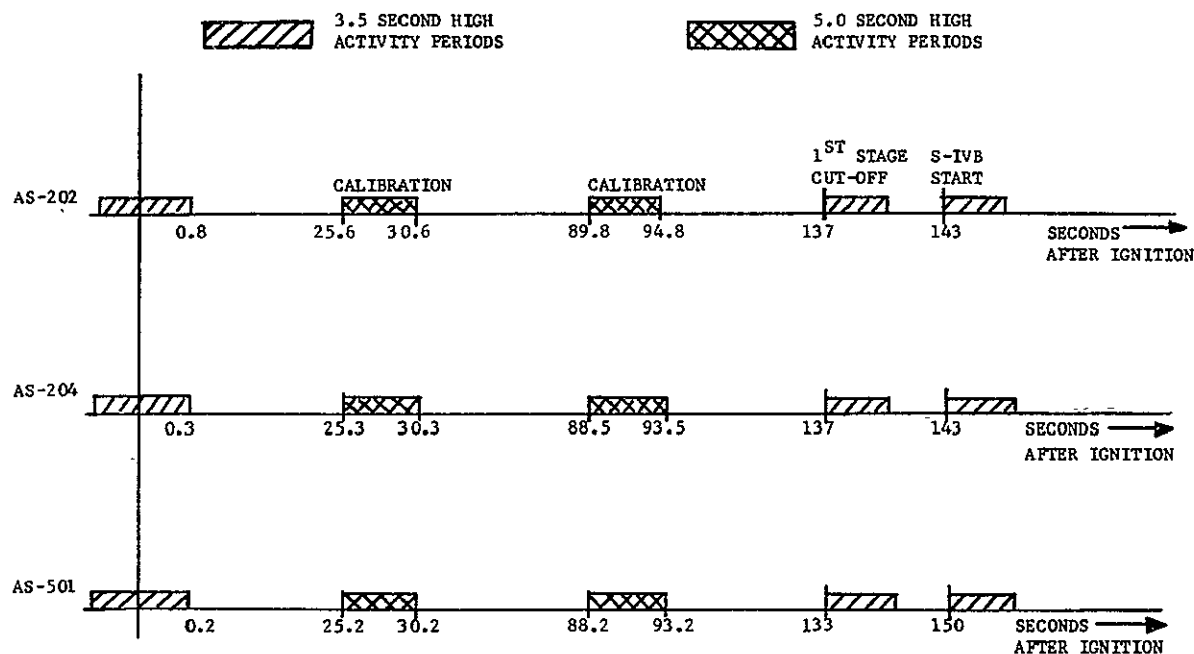 3.5 SECOND HIGH
ACTIVITY PERIODS
5.0 SECOND HIGH
ACTIVITY PERIODS
1ST STAGE
CUT-OFF
S-IVB
START
CALIBRATION
CALIBRATION
AS-202
0.8
25.6
30.6
89.8
94.8
137
143
SECONDS
AFTER IGNITION
AS-204
0.3
25.3
30.3
88.5
93.5
137
143
SECONDS
AFTER IGNITION
AS-501
0.2
25.2
30.2
88.2
93.2
133
150
SECONDS
AFTER IGNITION